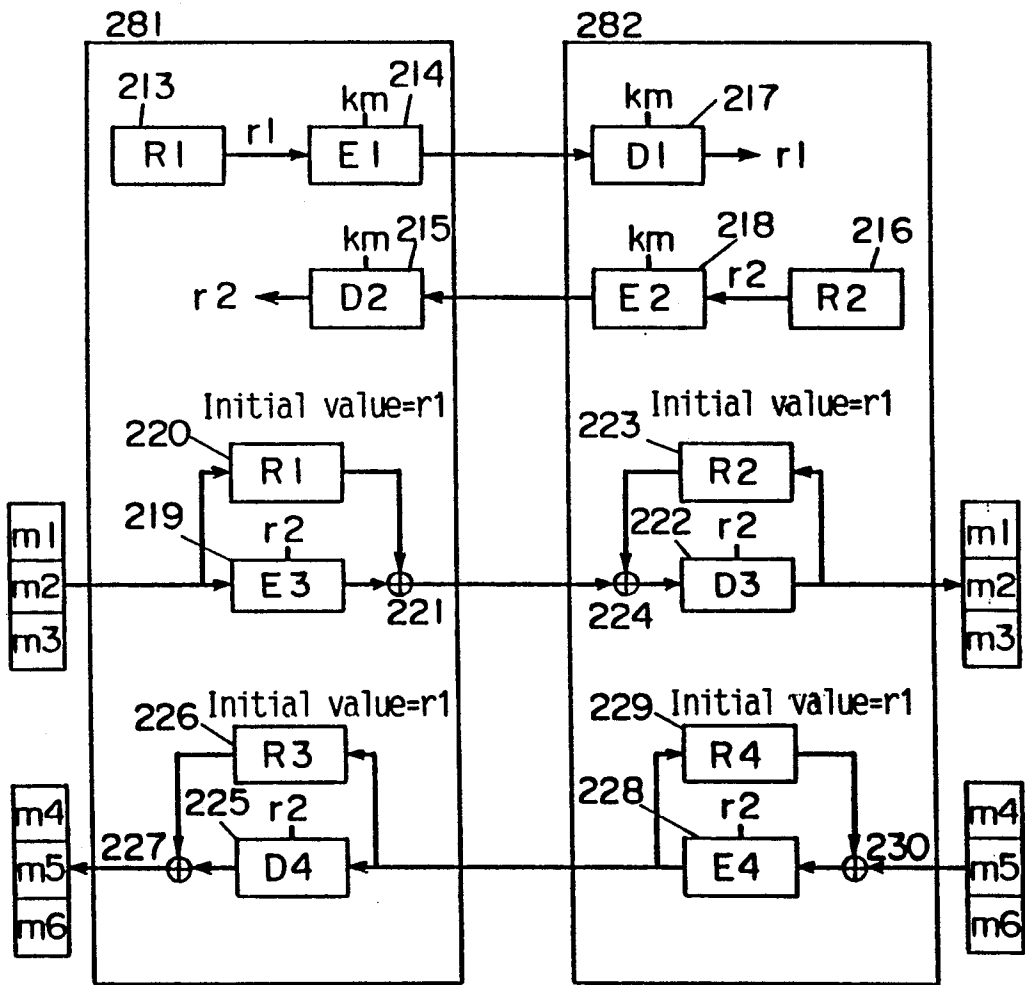 281
282
213
214
217
km
km
R1
r1
E1
D1
r1
215
218
216
km
km
r2
D2
E2
r2
R2
Initial value=r1
Initial value=r1
220
223
R1
R2
219
222
r2
r2
m1
m2
m3
E3
221
224
D3
m1
m2
m3
Initial value=r1
Initial value=r1
226
229
R3
R4
225
228
r2
r2
m4
m5
m6
227
D4
E4
230
m4
m5
m6